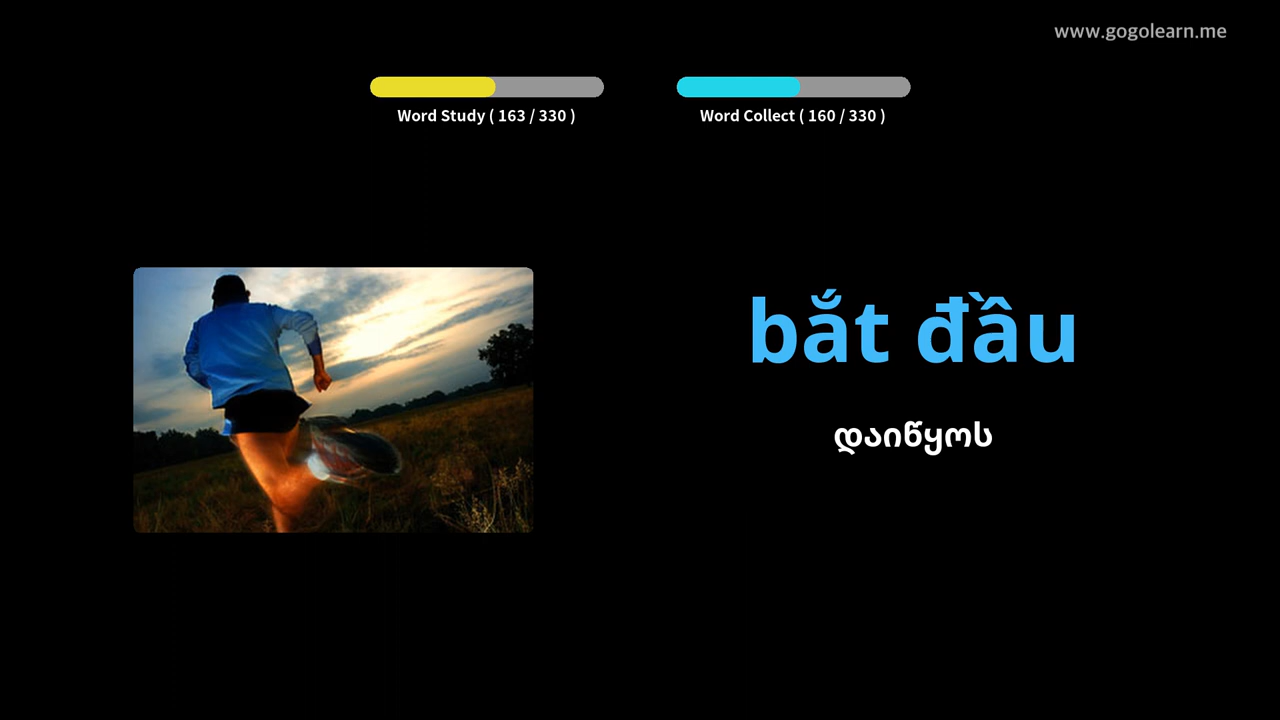 www.gogolearn.me
Word Study ( 163 / 330 )
Word Collect ( 160 / 330 )
bắt đầu
დაიწყოს